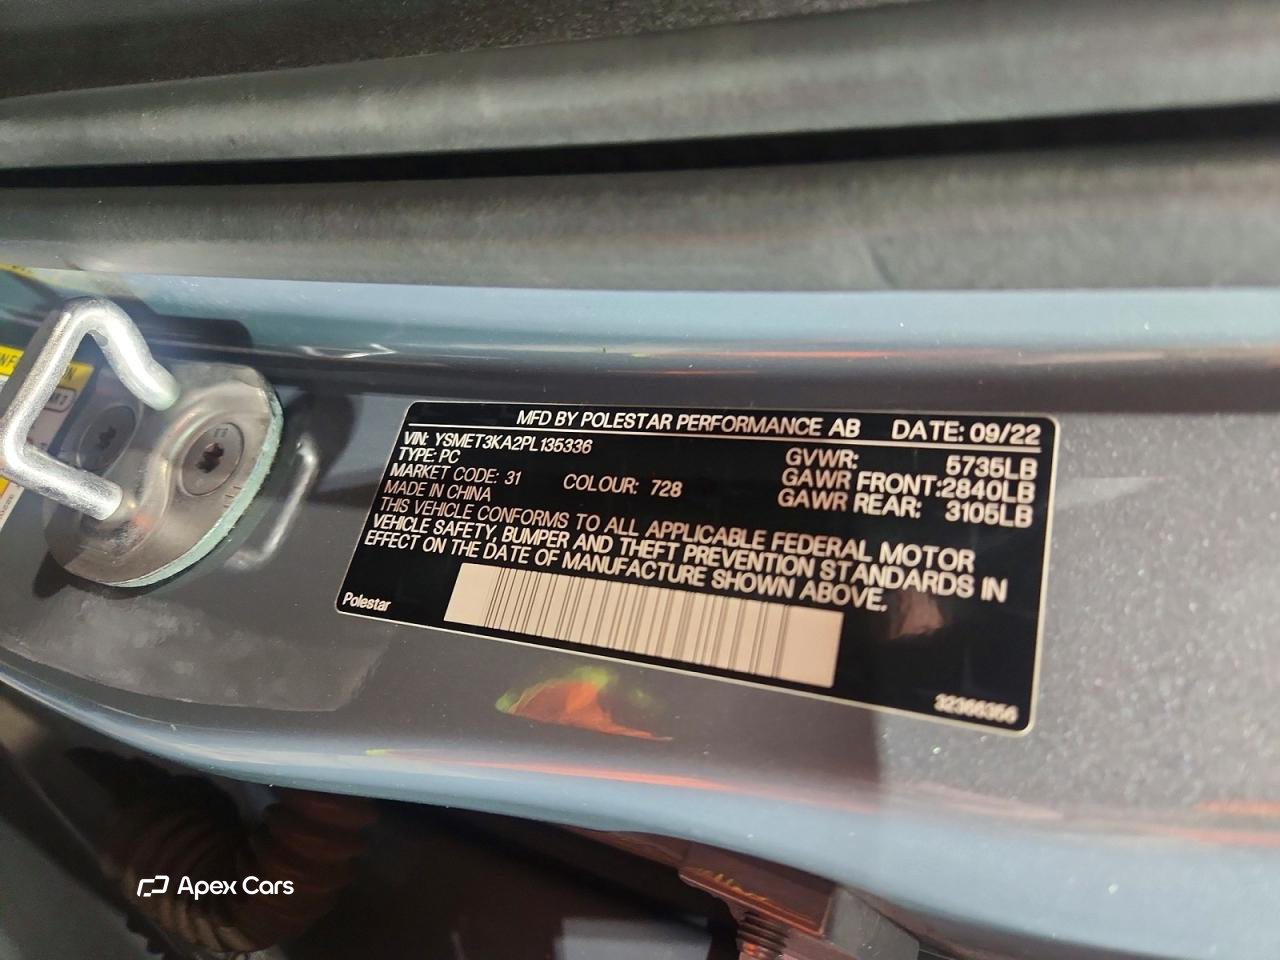 MFD BY POLESTAR PERFORMANCE AB DATE: 09/22
VIN: YSMET3KA2PL135336
GVWR: 5735LB
TYPE: PC
GAWR FRONT: 2840LB
MARKET CODE: 31 COLOUR: 728
GAWR REAR: 3105LB
MADE IN CHINA
THIS VEHICLE CONFORMS TO ALL APPLICABLE FEDERAL MOTOR
VEHICLE SAFETY, BUMPER AND THEFT PREVENTION STANDARDS IN
EFFECT ON THE DATE OF MANUFACTURE SHOWN ABOVE.
Polestar
32366356
Apex Cars